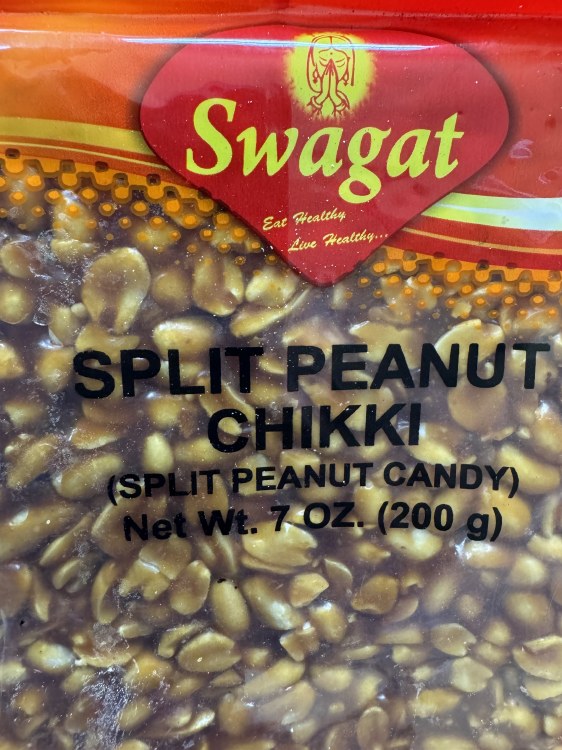 Swagat
Eat Healthy
Live Healthy...
SPLIT PEANUT
CHIKKI
(SPLIT PEANUT CANDY)
Net Wt. 7 OZ. (200 g)